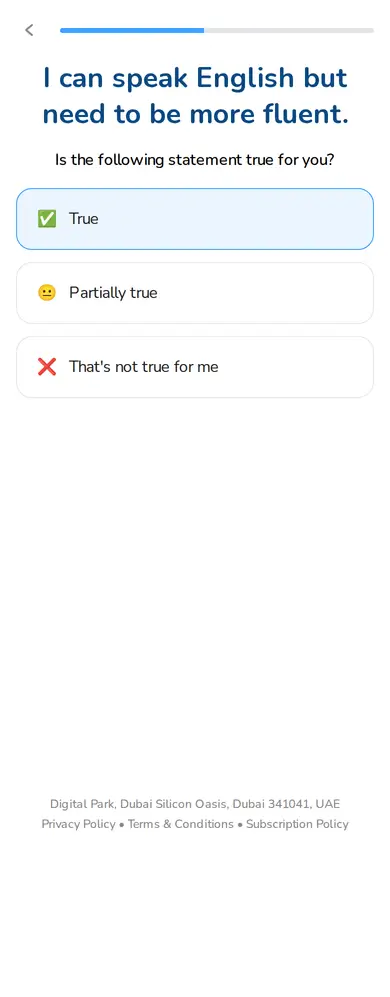 I can speak English but
need to be more fluent.
Is the following statement true for you?
✅ True
😐 Partially true
❌ That's not true for me
Digital Park, Dubai Silicon Oasis, Dubai 341041, UAE
Privacy Policy • Terms & Conditions • Subscription Policy